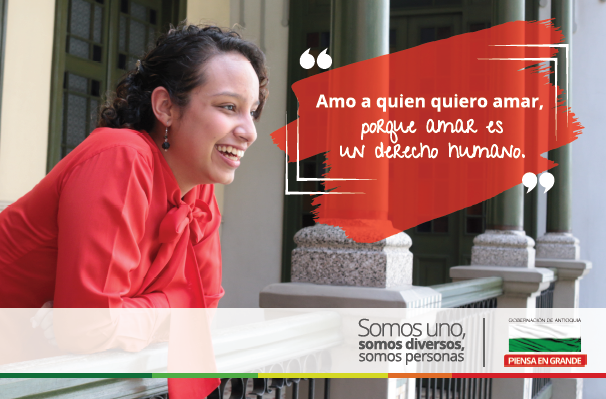 “
Amo a quien quiero amar,
porque amar es
un derecho humano.
”
Somos uno,
somos diversos,
somos personas
GOBERNACIÓN DE ANTIOQUIA
PIENSA EN GRANDE